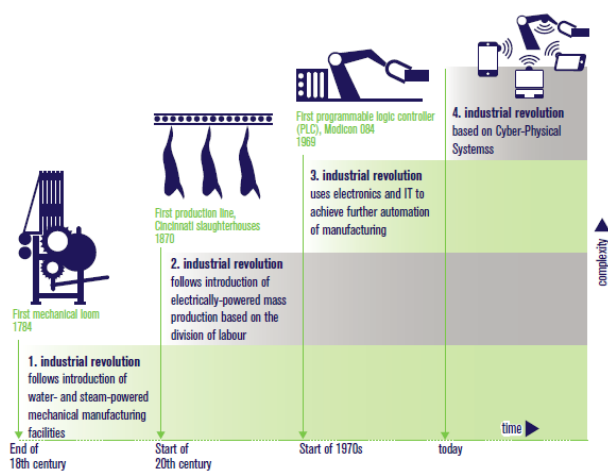 First mechanical loom
1784
1. industrial revolution
follows introduction of
water- and steam-powered
mechanical manufacturing
facilities
End of
18th century
First production line,
Cincinnati slaughterhouses
1870
2. industrial revolution
follows introduction of
electrically-powered mass
production based on the
division of labour
Start of
20th century
First programmable logic controller
(PLC), Modicon 084
1969
3. industrial revolution
uses electronics and IT to
achieve further automation
of manufacturing
Start of 1970s
4. industrial revolution
based on Cyber-Physical
Systemss
today
time
complexity